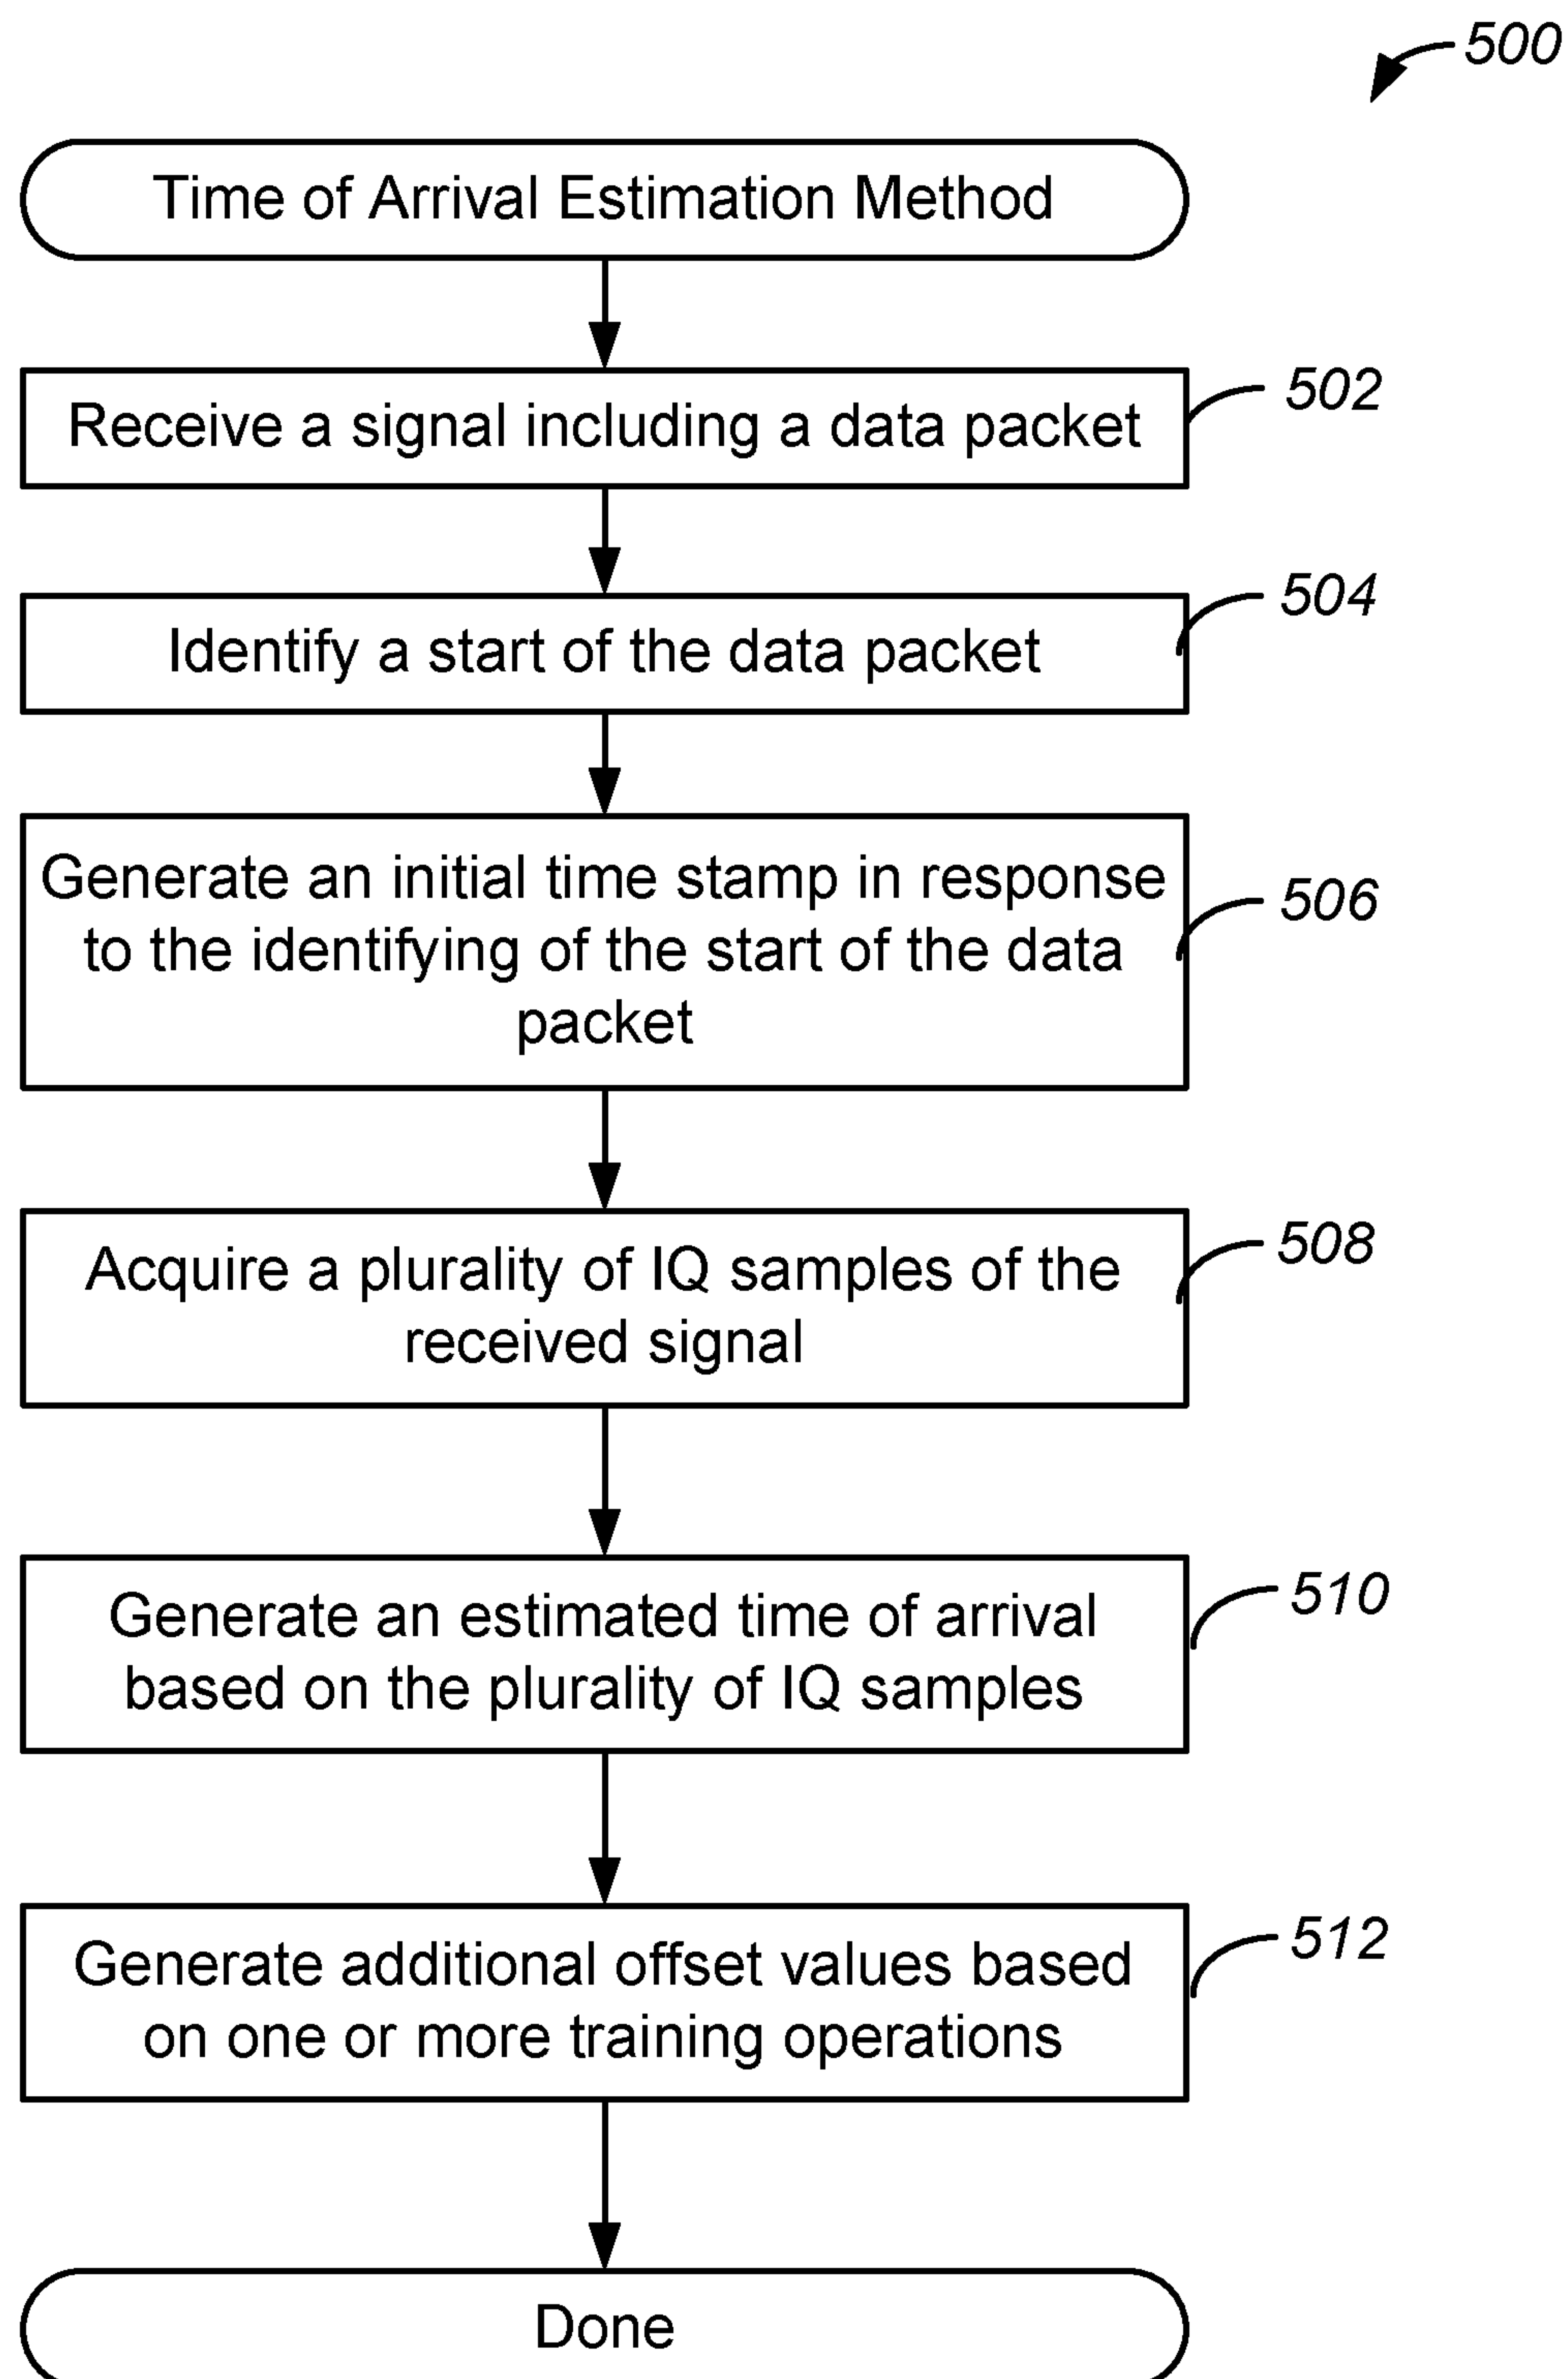 500
Time of Arrival Estimation Method
Receive a signal including a data packet
502
Identify a start of the data packet
504
Generate an initial time stamp in response
to the identifying of the start of the data
packet
506
Acquire a plurality of IQ samples of the
received signal
508
Generate an estimated time of arrival
based on the plurality of IQ samples
510
Generate additional offset values based
on one or more training operations
512
Done